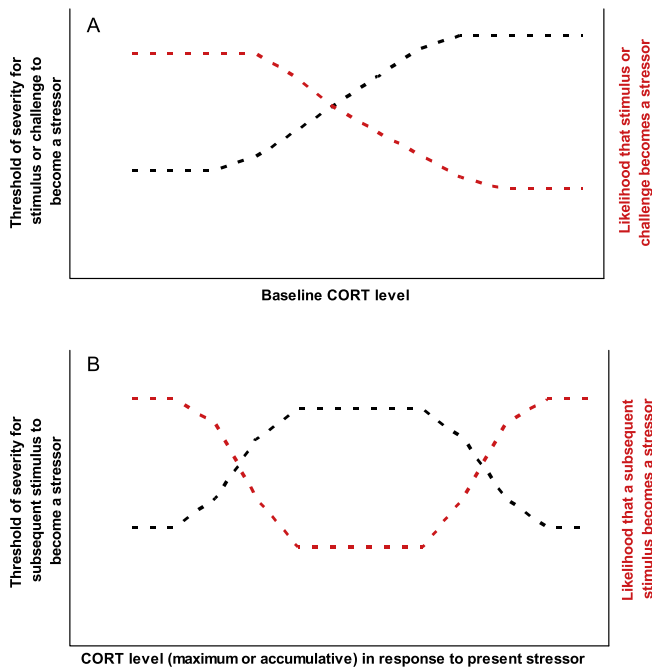 A
Threshold of severity for
stimulus or challenge to
become a stressor
Likelihood that stimulus or
challenge becomes a stressor
Baseline CORT level
B
Threshold of severity for
subsequent stimulus to
become a stressor
Likelihood that a subsequent
stimulus becomes a stressor
CORT level (maximum or accumulative) in response to present stressor